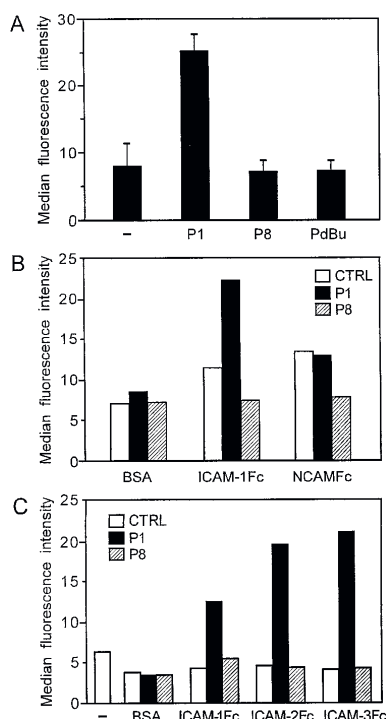 A
Median fluorescence intensity
30
20
10
0
– P1 P8 PdBu
B
Median fluorescence intensity
25
20
15
10
5
0
CTRL
P1
P8
BSA ICAM-1Fc NCAMFc
C
Median fluorescence intensity
25
20
15
10
5
0
CTRL
P1
P8
– BSA ICAM-1Fc ICAM-2Fc ICAM-3Fc